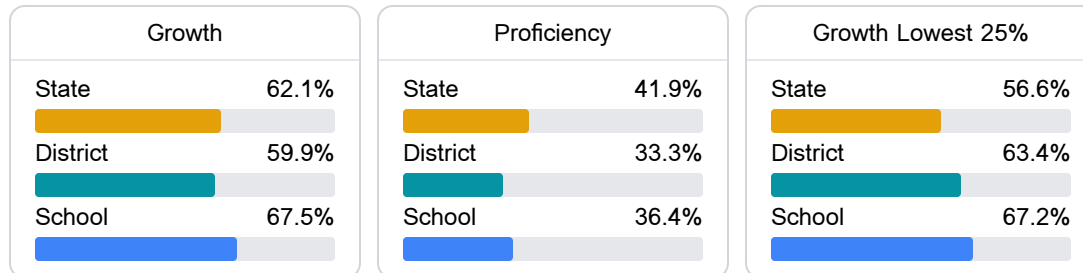 Growth
State 62.1%
District 59.9%
School 67.5%
Proficiency
State 41.9%
District 33.3%
School 36.4%
Growth Lowest 25%
State 56.6%
District 63.4%
School 67.2%